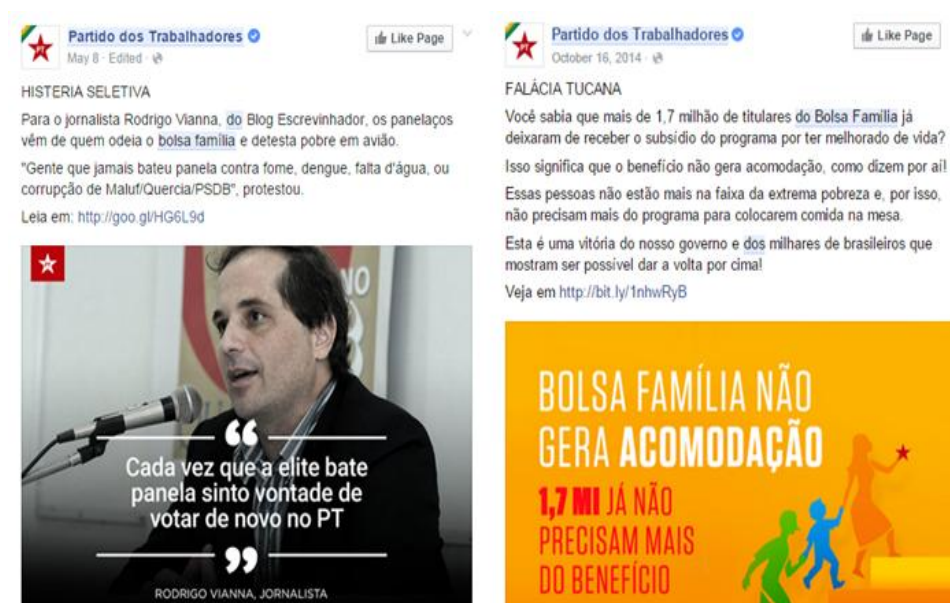 Partido dos Trabalhadores
Like Page
May 8 · Edited ·
HISTERIA SELETIVA
Para o jornalista Rodrigo Vianna, do Blog Escrevinhador, os panelaços
vêm de quem odeia o bolsa família e detesta pobre em avião.
"Gente que jamais bateu panela contra fome, dengue, falta d'água, ou
corrupção de Maluf/Quercia/PSDB", protestou.
Leia em: http://goo.gl/HG6L9d
PT
NO
“
Cada vez que a elite bate
panela sinto vontade de
votar de novo no PT
”
RODRIGO VIANNA, JORNALISTA
Partido dos Trabalhadores
Like Page
October 16, 2014 ·
FALÁCIA TUCANA
Você sabia que mais de 1,7 milhão de titulares do Bolsa Família já
deixaram de receber o subsídio do programa por ter melhorado de vida?
Isso significa que o benefício não gera acomodação, como dizem por aí!
Essas pessoas não estão mais na faixa da extrema pobreza e, por isso,
não precisam mais do programa para colocarem comida na mesa.
Esta é uma vitória do nosso governo e dos milhares de brasileiros que
mostram ser possível dar a volta por cima!
Veja em http://bit.ly/1nhwRyB
BOLSA FAMÍLIA NÃO
GERA ACOMODAÇÃO
1,7 MI JÁ NÃO
PRECISAM MAIS
DO BENEFÍCIO